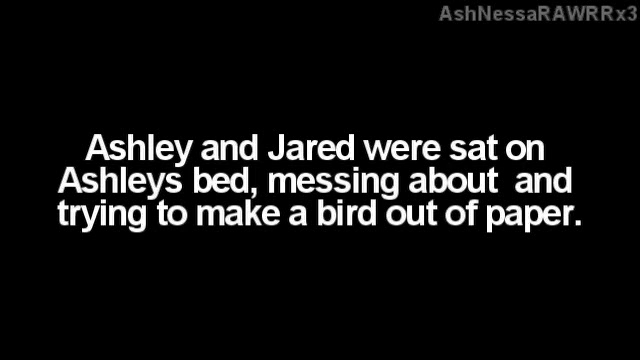 AshNessaRAWRRx3
Ashley and Jared were sat on
Ashleys bed, messing about  and
trying to make a bird out of paper.